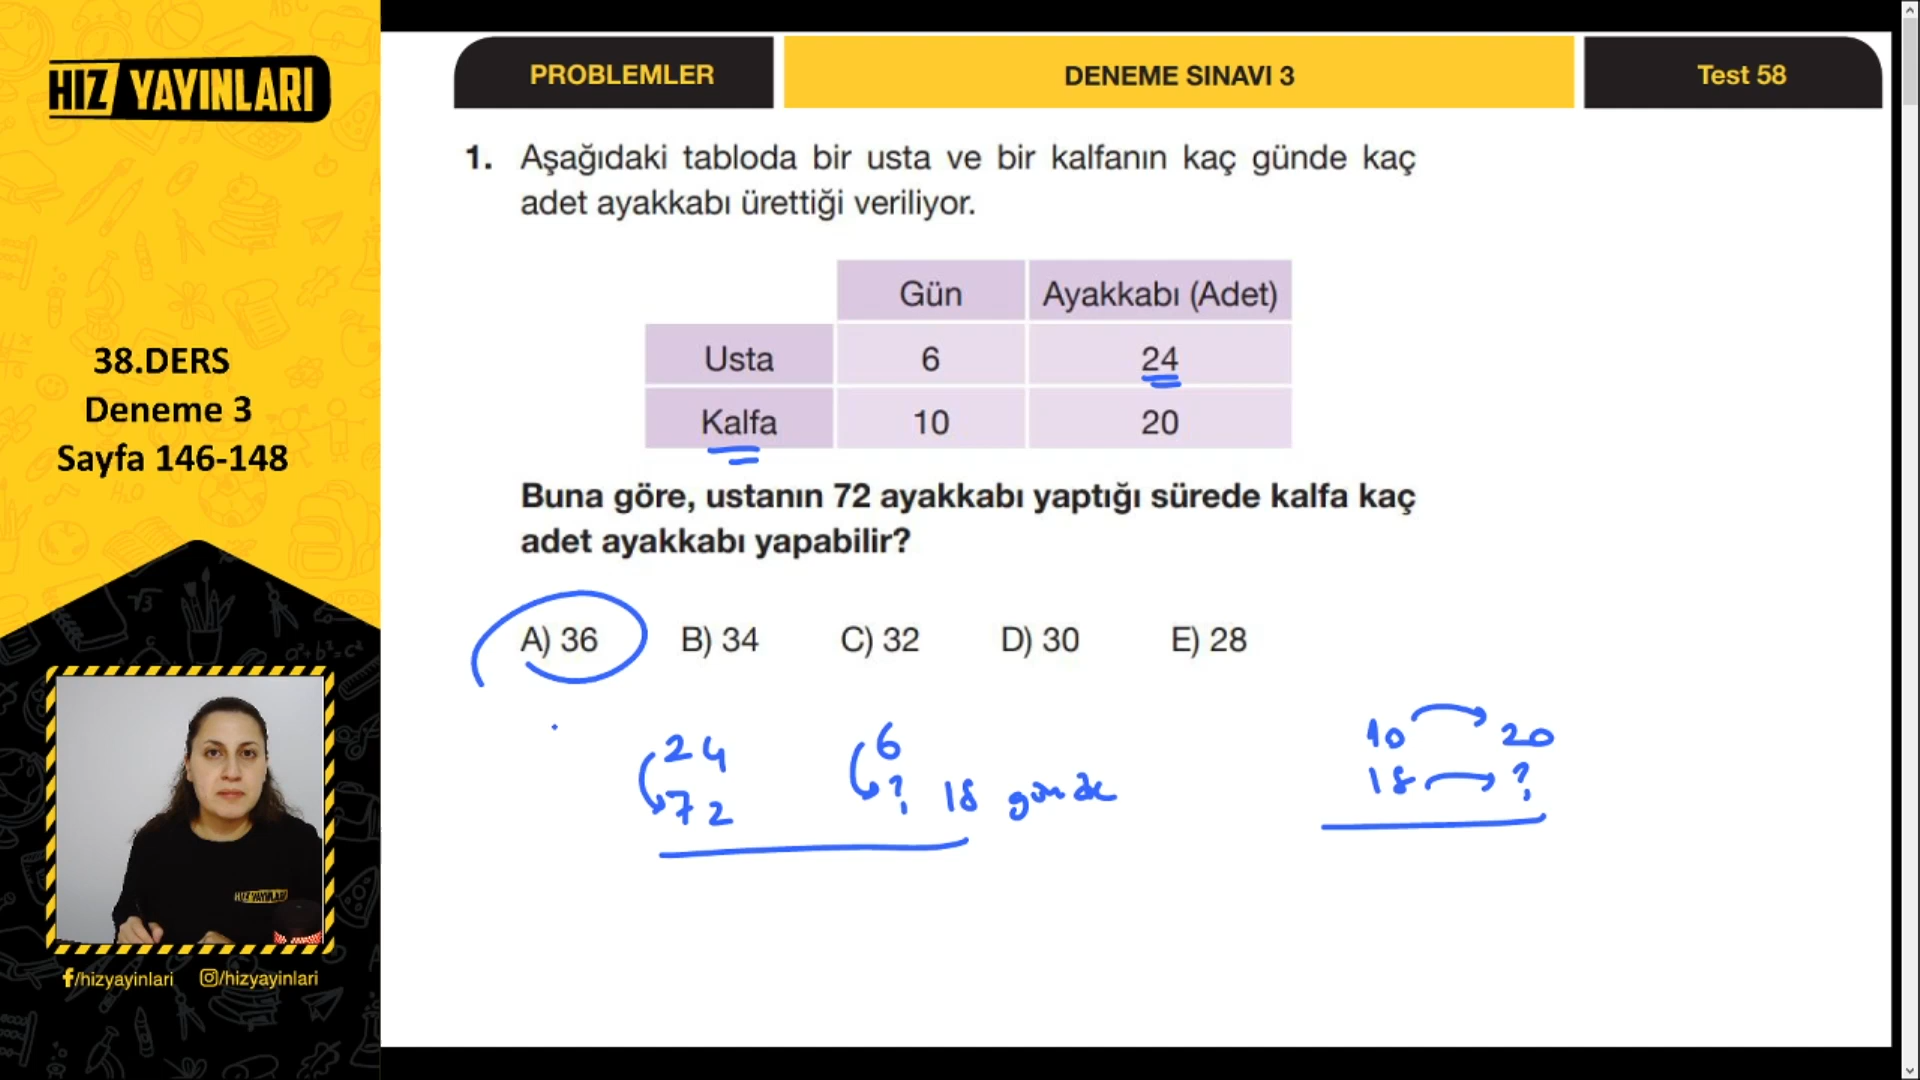 HIZ YAYINLARI
38.DERS
Deneme 3
Sayfa 146-148
HIZ YAYINLARI
f/hizyayinlari /hizyayinlari
PROBLEMLER DENEME SINAVI 3 Test 58
1. Aşağıdaki tabloda bir usta ve bir kalfanın kaç günde kaç
adet ayakkabı ürettiği veriliyor.
Gün Ayakkabı (Adet)
Usta 6 24
Kalfa 10 20
Buna göre, ustanın 72 ayakkabı yaptığı sürede kalfa kaç
adet ayakkabı yapabilir?
A) 36 B) 34 C) 32 D) 30 E) 28
24 6 10 20
72 ? 18 günde 18 ?